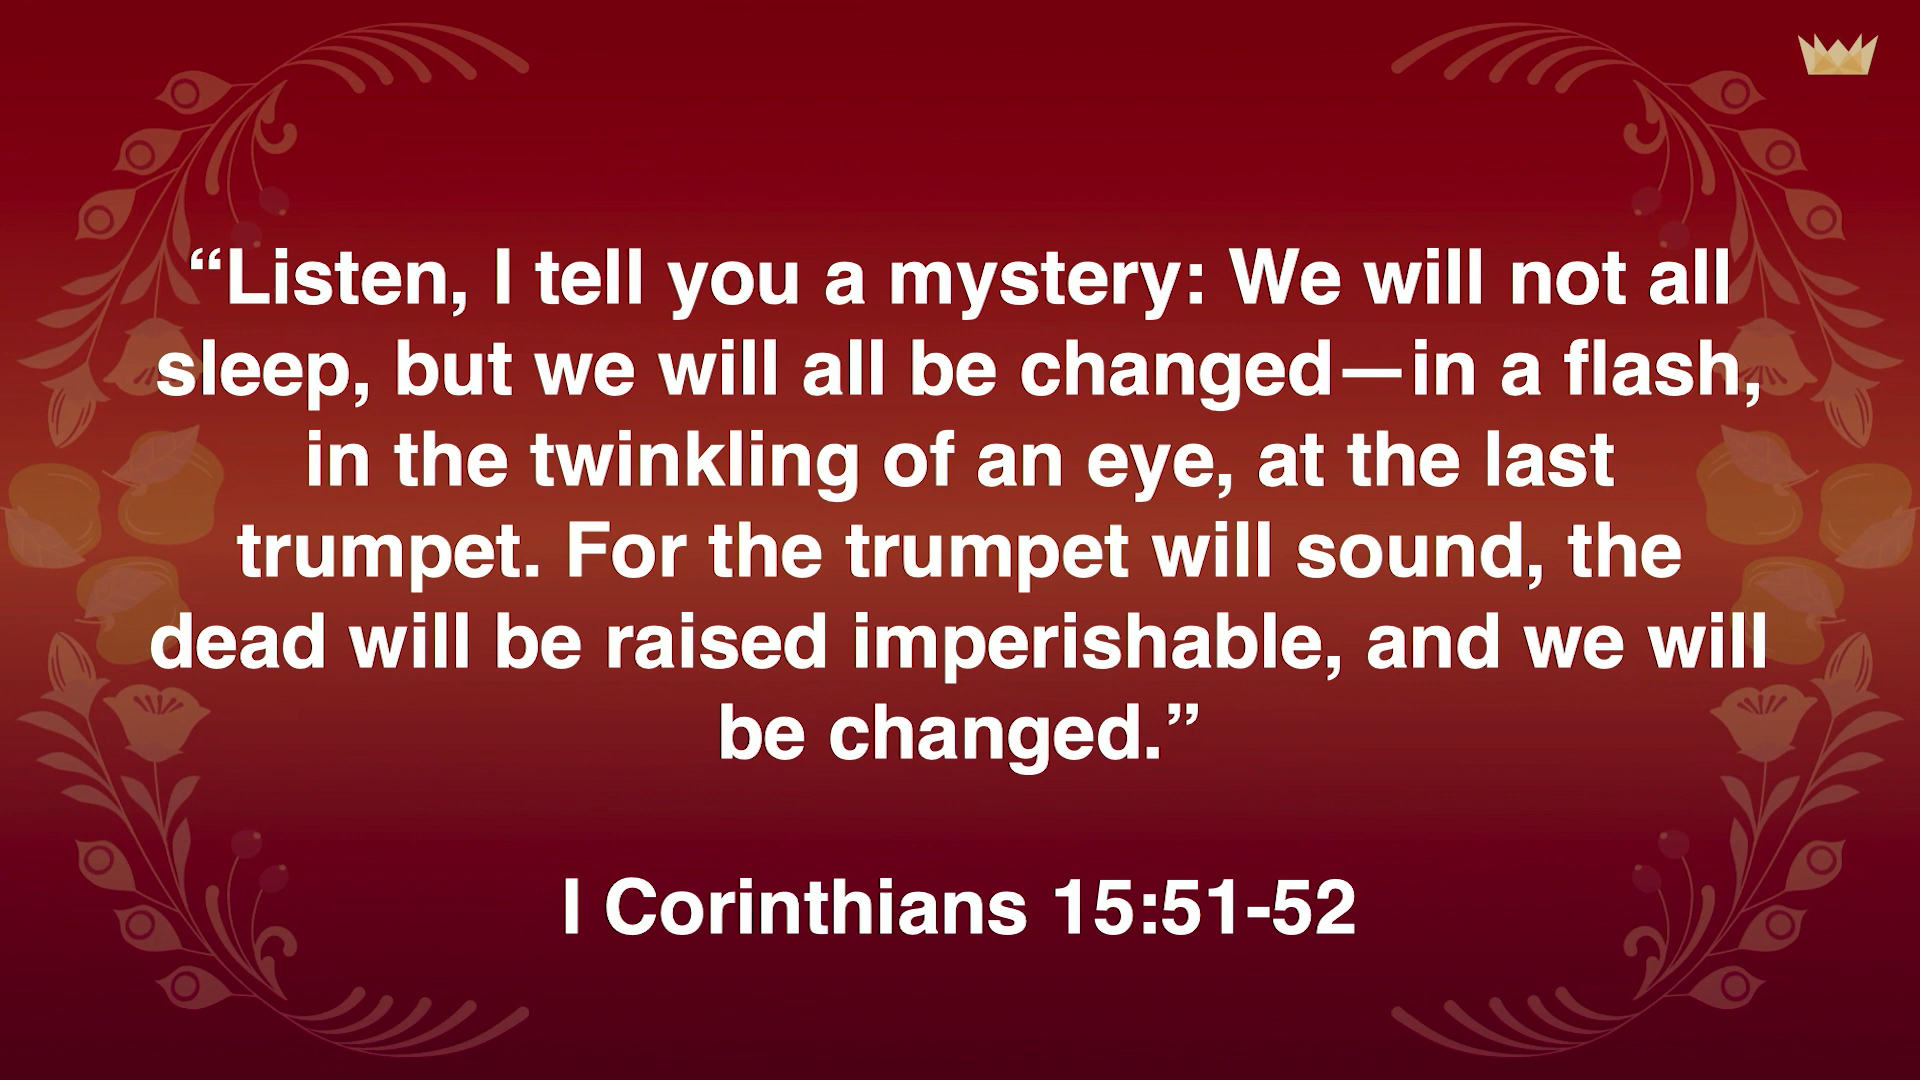 “Listen, I tell you a mystery: We will not all
sleep, but we will all be changed—in a flash,
in the twinkling of an eye, at the last
trumpet. For the trumpet will sound, the
dead will be raised imperishable, and we will
be changed.”
I Corinthians 15:51-52